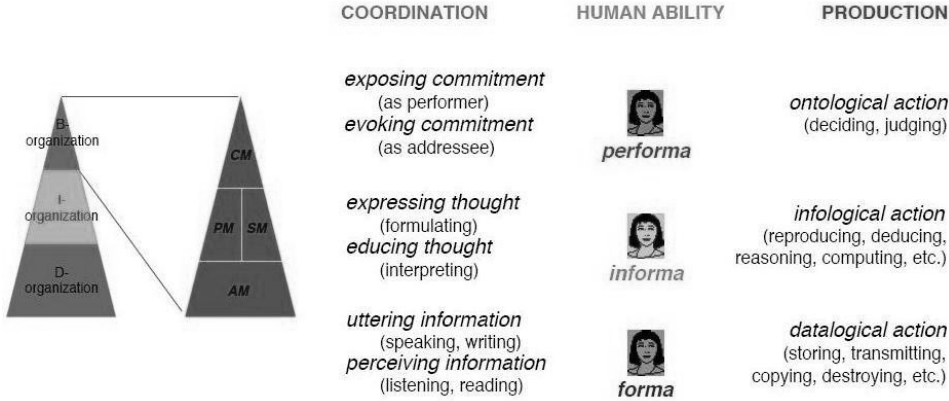 COORDINATION HUMAN ABILITY PRODUCTION
B-
organization
I-
organization
D-
organization
CM
PM SM
AM
exposing commitment
(as performer)
evoking commitment
(as addressee)
performa
ontological action
(deciding, judging)
expressing thought
(formulating)
educing thought
(interpreting)
informa
infological action
(reproducing, deducing,
reasoning, computing, etc.)
uttering information
(speaking, writing)
perceiving information
(listening, reading)
forma
datalogical action
(storing, transmitting,
copying, destroying, etc.)